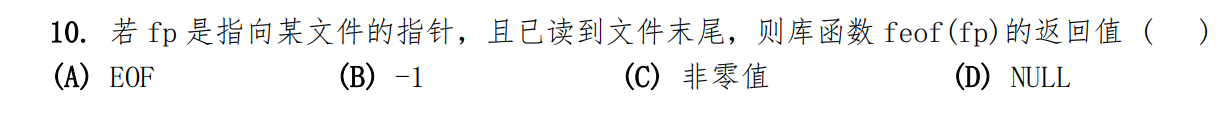 10. 若 fp 是指向某文件的指针，且已读到文件末尾，则库函数 feof(fp)的返回值 (    )
(A) EOF (B) -1 (C) 非零值 (D) NULL